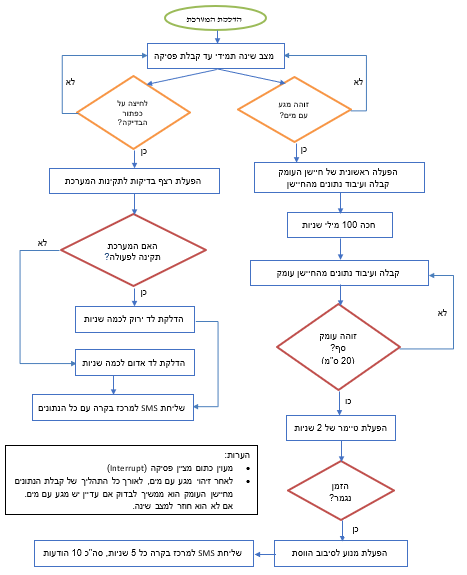 הדלקת המערכת
מצב שינה תמידי עד קבלת פסיקה
לא
לא
לחיצה על
כפתור
הבדיקה?
זוהה מגע
עם מים?
כן
כן
הפעלת רצף בדיקות לתקינות המערכת
הפעלה ראשונית של חיישן העומק
קבלה ועיבוד נתונים מהחיישן
חכה 100 מילי שניות
לא
האם המערכת
תקינה לפעולה?
קבלה ועיבוד נתונים מהחיישן עומק
כן
לא
הדלקת לד ירוק לכמה שניות
זוהה עומק
סף?
(20 ס"מ)
הדלקת לד אדום לכמה שניות
שליחת SMS למרכז בקרה עם כל הנתונים
כן
הפעלת טיימר של 2 שניות
הערות:
מעוין כתום מציין פסיקה (Interrupt)
לאחר זיהוי מגע עם מים, לאורך כל התהליך של קבלת הנתונים
מחיישן העומק הוא ממשיך לבדוק אם עדיין יש מגע עם מים.
אם לא הוא חוזר למצב שינה.
הזמן
נגמר?
כן
הפעלת מנוע לסיבוב הווסת
שליחת SMS למרכז בקרה כל 5 שניות, סה"כ 10 הודעות